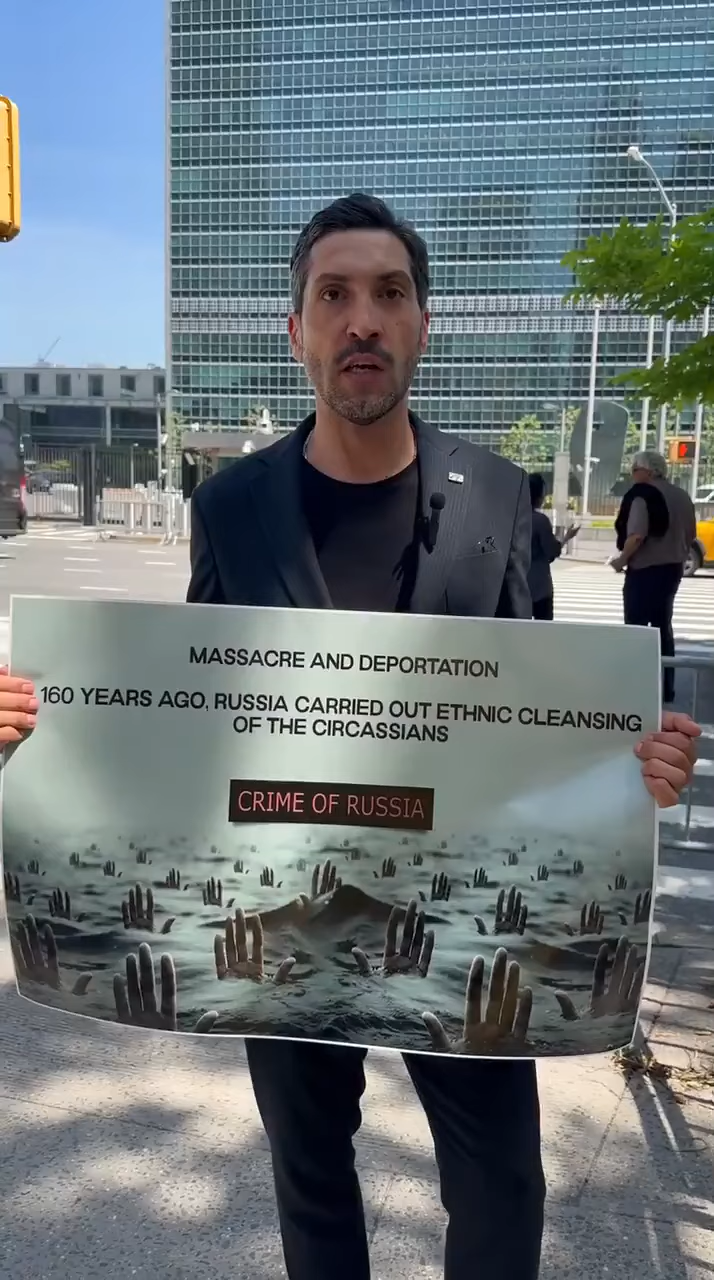 MASSACRE AND DEPORTATION
160 YEARS AGO, RUSSIA CARRIED OUT ETHNIC CLEANSING
OF THE CIRCASSIANS
CRIME OF RUSSIA